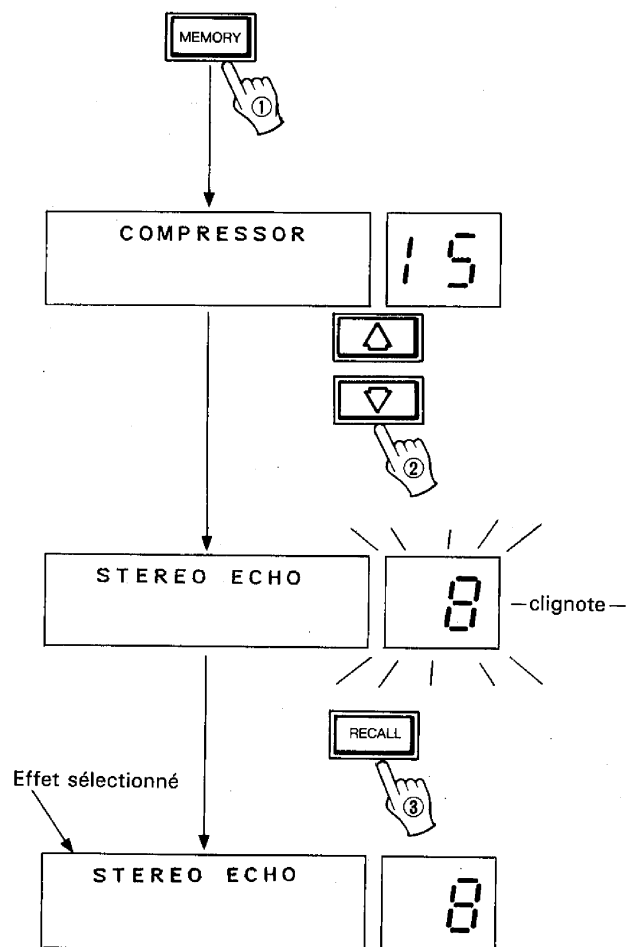 MEMORY
①
COMPRESSOR 15
②
STEREO ECHO 8 —clignote—
RECALL
Effet sélectionné
③
STEREO ECHO 8